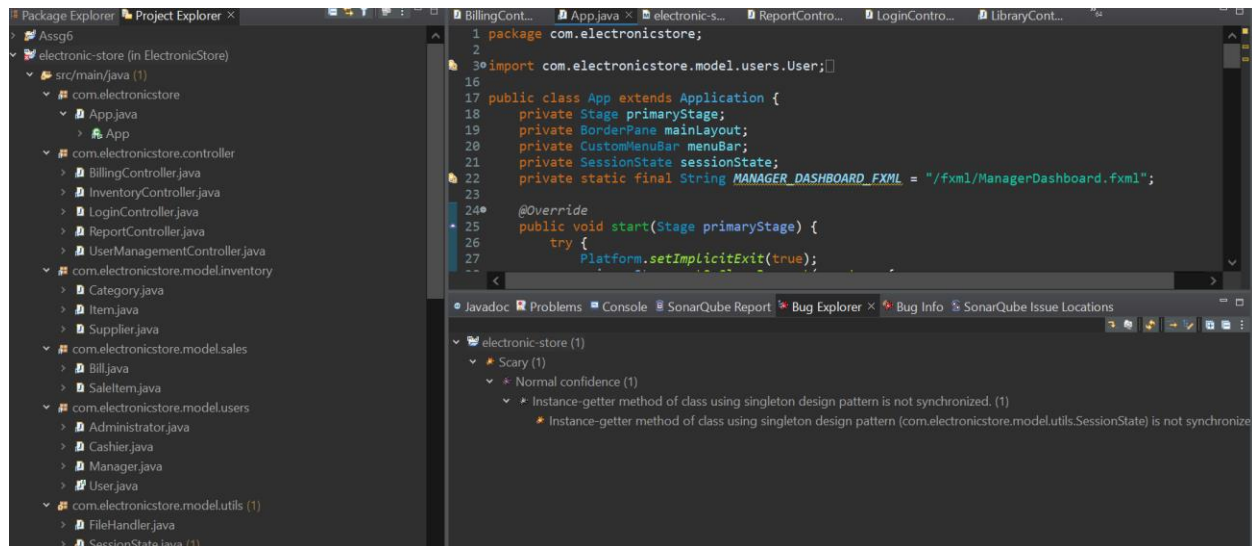 Package Explorer Project Explorer ×
Assg6
electronic-store (in ElectronicStore)
src/main/java (1)
com.electronicstore
App.java
App
com.electronicstore.controller
BillingController.java
InventoryController.java
LoginController.java
ReportController.java
UserManagementController.java
com.electronicstore.model.inventory
Category.java
Item.java
Supplier.java
com.electronicstore.model.sales
Bill.java
SaleItem.java
com.electronicstore.model.users
Administrator.java
Cashier.java
Manager.java
User.java
com.electronicstore.model.utils (1)
FileHandler.java
SessionState.java (1)
BillingCont... App.java × electronic-s... ReportContro... LoginContro... LibraryCont...
1 package com.electronicstore;
2
3 import com.electronicstore.model.users.User;
16
17 public class App extends Application {
18 private Stage primaryStage;
19 private BorderPane mainLayout;
20 private CustomMenuBar menuBar;
21 private SessionState sessionState;
22 private static final String MANAGER_DASHBOARD_FXML = "/fxml/ManagerDashboard.fxml";
23
24 @Override
25 public void start(Stage primaryStage) {
26 try {
27 Platform.setImplicitExit(true);
Javadoc Problems Console SonarQube Report Bug Explorer × Bug Info SonarQube Issue Locations
electronic-store (1)
Scary (1)
Normal confidence (1)
Instance-getter method of class using singleton design pattern is not synchronized. (1)
Instance-getter method of class using singleton design pattern (com.electronicstore.model.utils.SessionState) is not synchronize